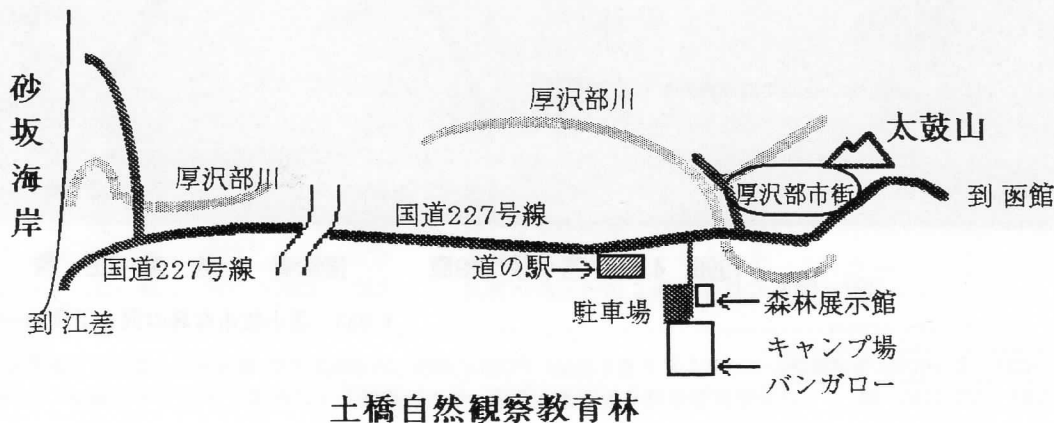 砂坂海岸
厚沢部川
太鼓山
厚沢部川
厚沢部市街
到 函館
国道227号線
国道227号線
道の駅→
到 江差
駐車場
←森林展示館
キャンプ場
←バンガロー
土橋自然観察教育林